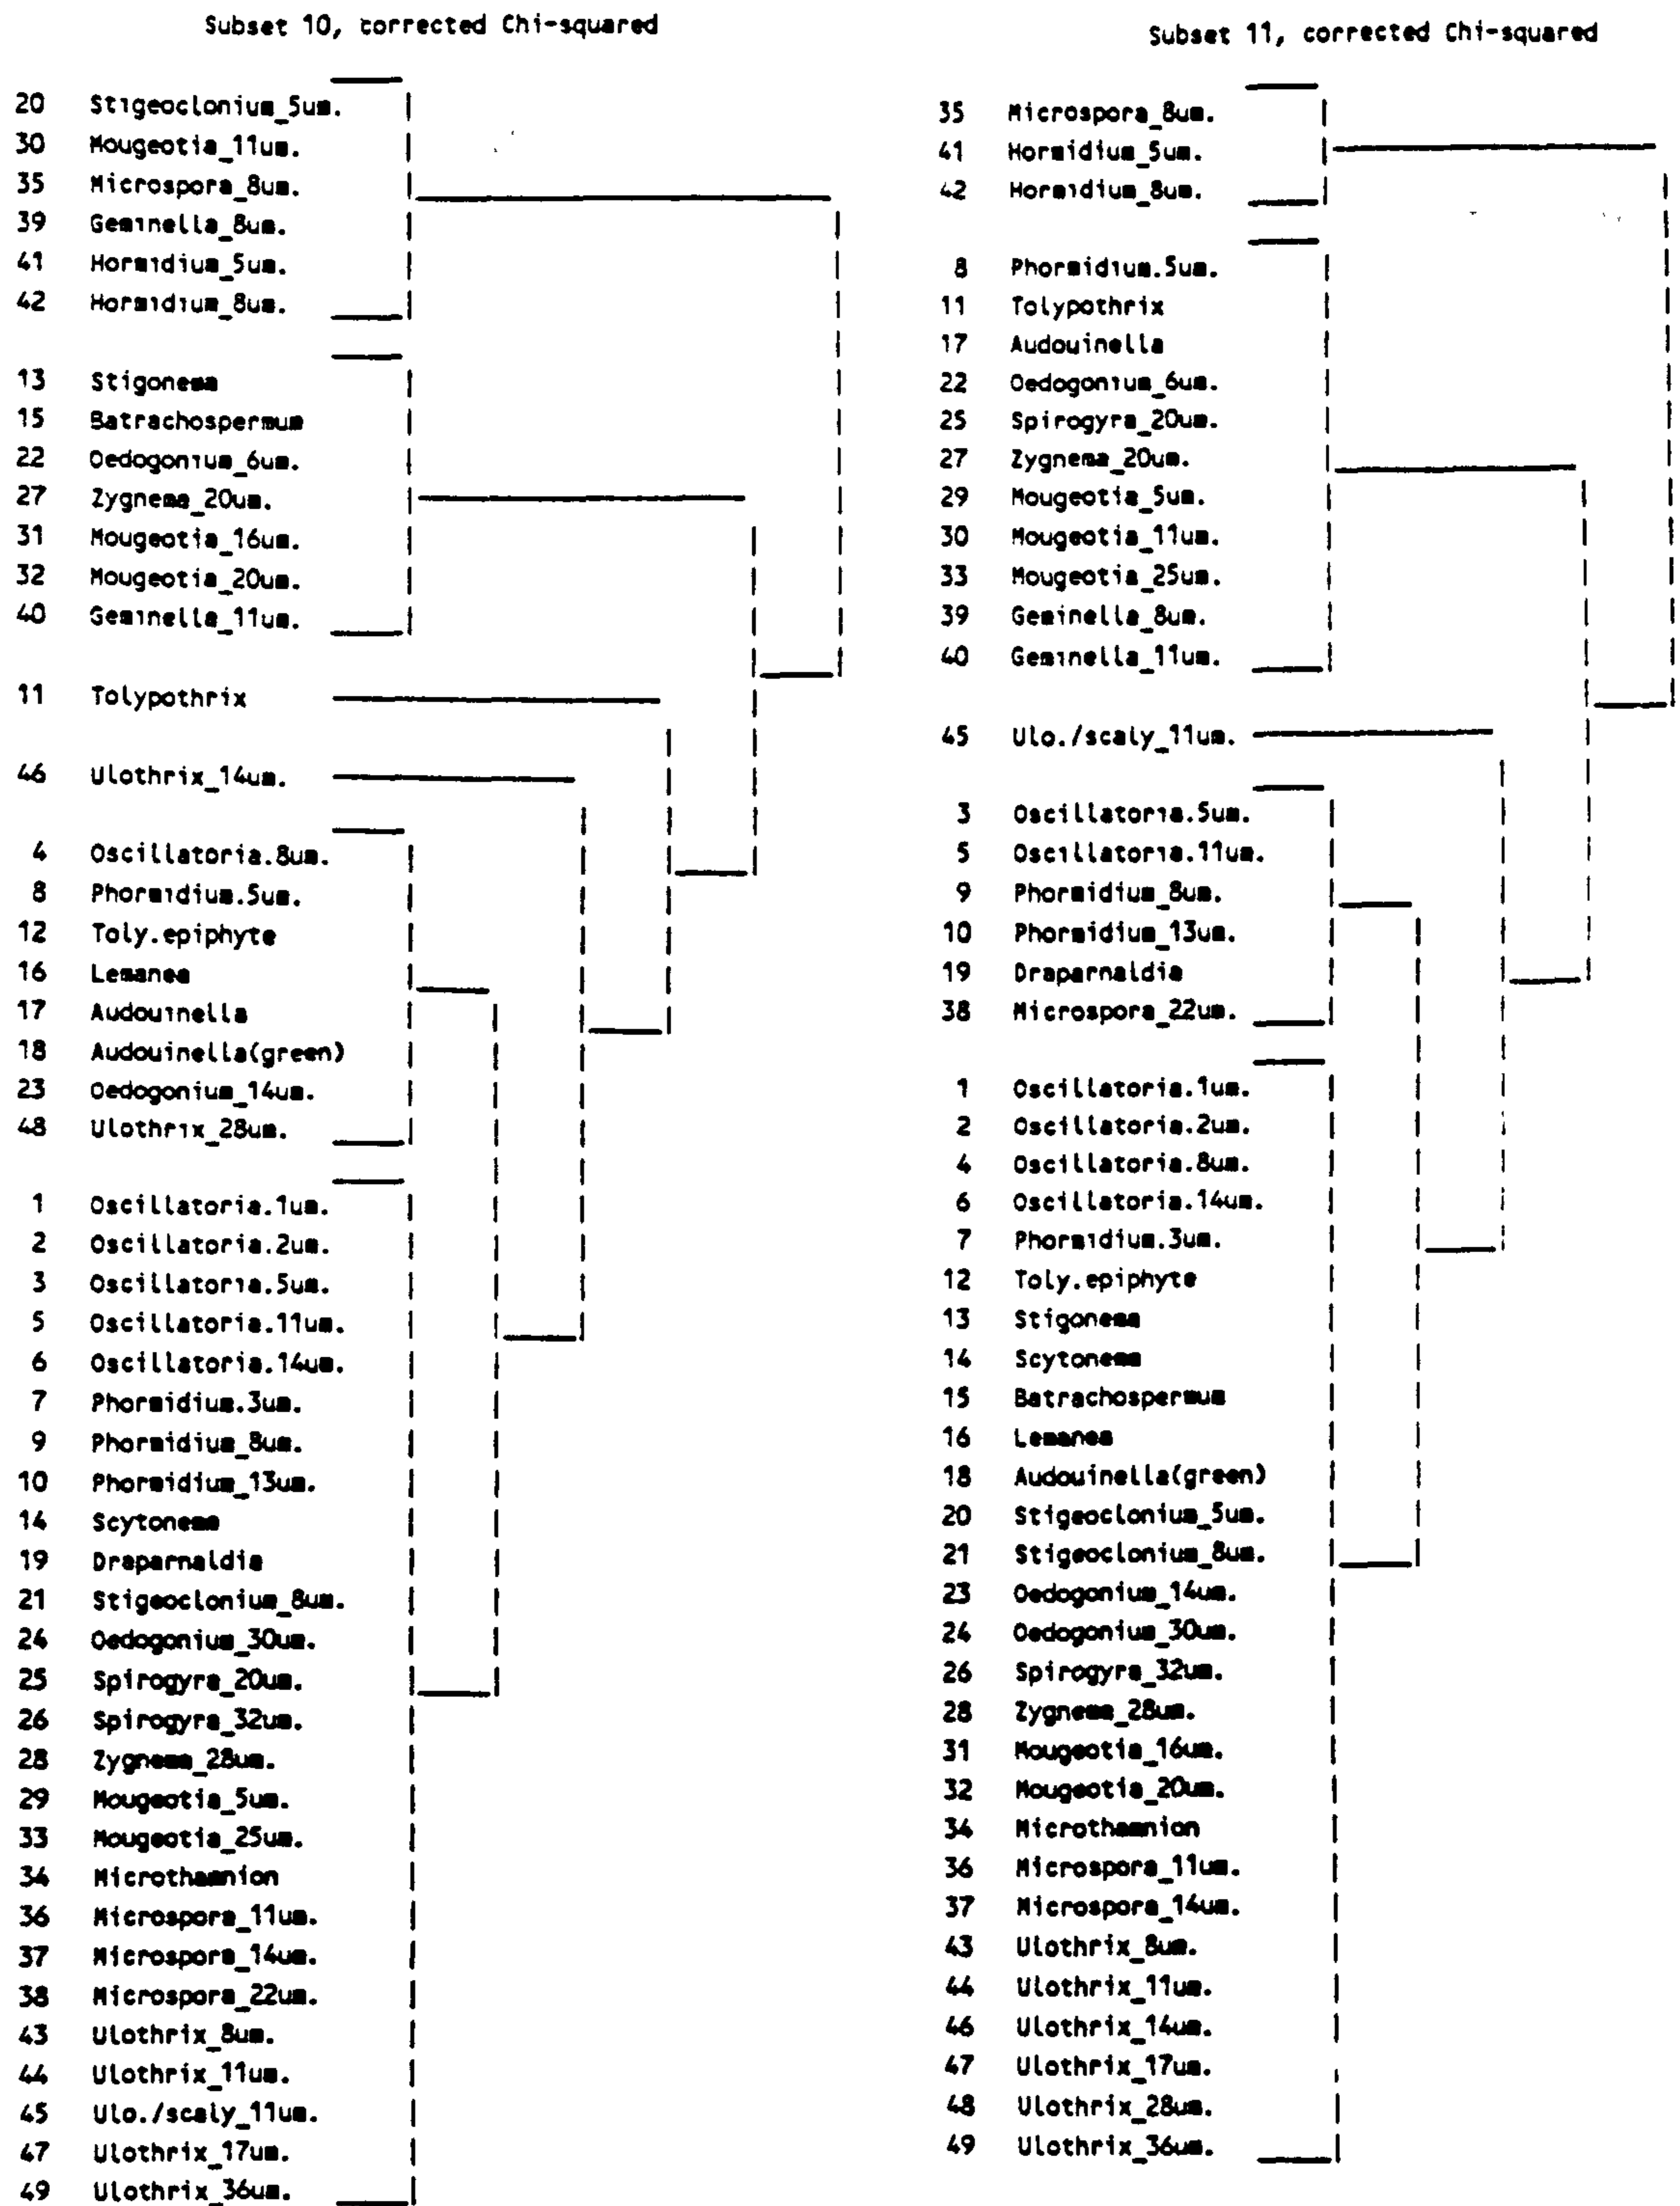 Subset 10, corrected Chi-squared
20 Stigeoclonium_5um.
30 Mougeotia_11um.
35 Microspora_8um.
39 Geminella_8um.
41 Hormidium_5um.
42 Hormidium_8um.
13 Stigonema
15 Batrachospermum
22 Oedogonium_6um.
27 Zygnema_20um.
31 Mougeotia_16um.
32 Mougeotia_20um.
40 Geminella_11um.
11 Tolypothrix
46 Ulothrix_14um.
4 Oscillatoria.8um.
8 Phormidium.5um.
12 Toly.epiphyte
16 Lemanea
17 Audouinella
18 Audouinella(green)
23 Oedogonium_14um.
48 Ulothrix_28um.
1 Oscillatoria.1um.
2 Oscillatoria.2um.
3 Oscillatoria.5um.
5 Oscillatoria.11um.
6 Oscillatoria.14um.
7 Phormidium.3um.
9 Phormidium_8um.
10 Phormidium_13um.
14 Scytonema
19 Draparnaldia
21 Stigeoclonium_8um.
24 Oedogonium_30um.
25 Spirogyra_20um.
26 Spirogyra_32um.
28 Zygnema_28um.
29 Mougeotia_5um.
33 Mougeotia_25um.
34 Microthamnion
36 Microspora_11um.
37 Microspora_14um.
38 Microspora_22um.
43 Ulothrix_8um.
44 Ulothrix_11um.
45 Ulo./scaly_11um.
47 Ulothrix_17um.
49 Ulothrix_36um.
Subset 11, corrected Chi-squared
35 Microspora_8um.
41 Hormidium_5um.
42 Hormidium_8um.
8 Phormidium.5um.
11 Tolypothrix
17 Audouinella
22 Oedogonium_6um.
25 Spirogyra_20um.
27 Zygnema_20um.
29 Mougeotia_5um.
30 Mougeotia_11um.
33 Mougeotia_25um.
39 Geminella_8um.
40 Geminella_11um.
45 Ulo./scaly_11um.
3 Oscillatoria.5um.
5 Oscillatoria.11um.
9 Phormidium_8um.
10 Phormidium_13um.
19 Draparnaldia
38 Microspora_22um.
1 Oscillatoria.1um.
2 Oscillatoria.2um.
4 Oscillatoria.8um.
6 Oscillatoria.14um.
7 Phormidium.3um.
12 Toly.epiphyte
13 Stigonema
14 Scytonema
15 Batrachospermum
16 Lemanea
18 Audouinella(green)
20 Stigeoclonium_5um.
21 Stigeoclonium_8um.
23 Oedogonium_14um.
24 Oedogonium_30um.
26 Spirogyra_32um.
28 Zygnema_28um.
31 Mougeotia_16um.
32 Mougeotia_20um.
34 Microthamnion
36 Microspora_11um.
37 Microspora_14um.
43 Ulothrix_8um.
44 Ulothrix_11um.
46 Ulothrix_14um.
47 Ulothrix_17um.
48 Ulothrix_28um.
49 Ulothrix_36um.